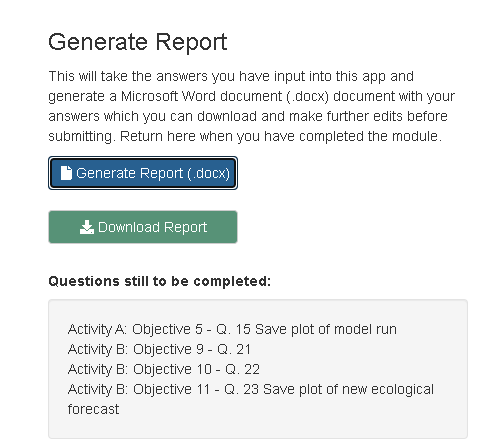 Generate Report
This will take the answers you have input into this app and
generate a Microsoft Word document (.docx) document with your
answers which you can download and make further edits before
submitting. Return here when you have completed the module.
Generate Report (.docx)
Download Report
Questions still to be completed:
Activity A: Objective 5 - Q. 15 Save plot of model run
Activity B: Objective 9 - Q. 21
Activity B: Objective 10 - Q. 22
Activity B: Objective 11 - Q. 23 Save plot of new ecological
forecast